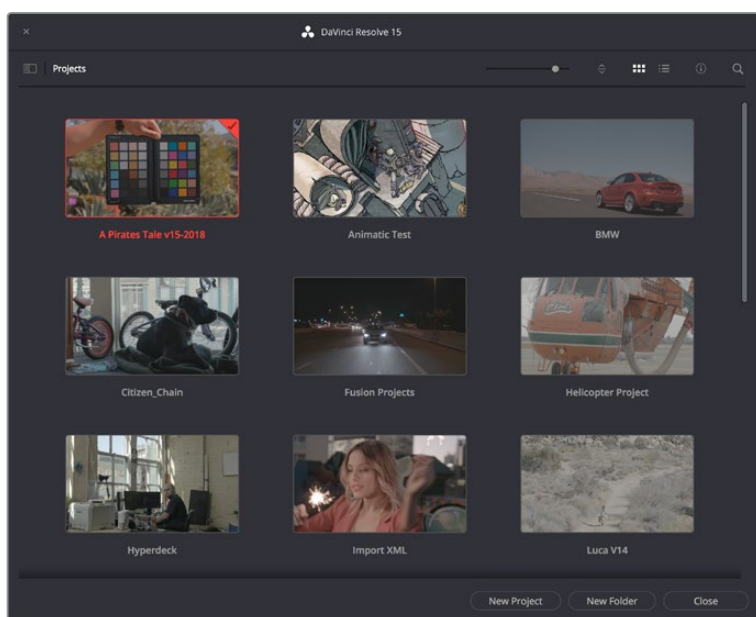 DaVinci Resolve 15
Projects
A Pirates Tale v15-2018
Animatic Test
BMW
Citizen_Chain
Fusion Projects
Helicopter Project
Hyperdeck
Import XML
Luca V14
New Project
New Folder
Close